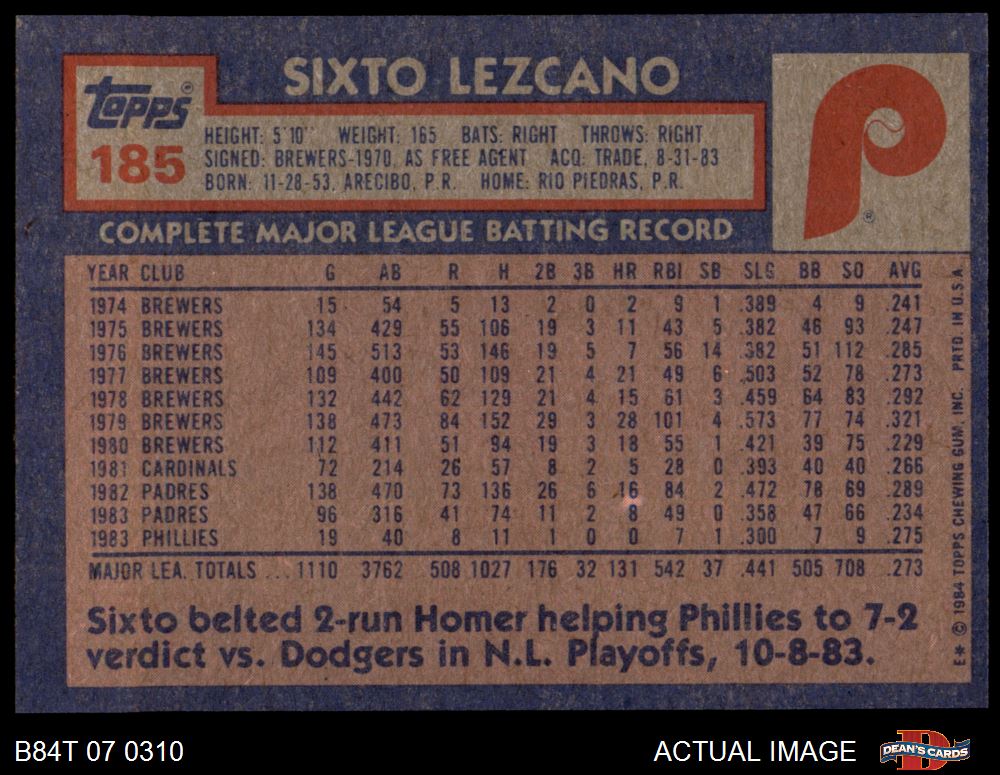 SIXTO LEZCANO
Topps®
185
HEIGHT: 5'10" WEIGHT: 165 BATS: RIGHT THROWS: RIGHT
SIGNED: BREWERS-1970, AS FREE AGENT ACQ: TRADE, 8-31-83
BORN: 11-28-53, ARECIBO, P.R. HOME: RIO PIEDRAS, P.R.
P ®
COMPLETE MAJOR LEAGUE BATTING RECORD
YEAR CLUB G AB R H 2B 3B HR RBI SB SLG BB SO AVG
1974 BREWERS 15 54 5 13 2 0 2 9 1 .389 4 9 .241
1975 BREWERS 134 429 55 106 19 3 11 43 5 .382 46 93 .247
1976 BREWERS 145 513 53 146 19 5 7 56 14 .382 51 112 .285
1977 BREWERS 109 400 50 109 21 4 21 49 6 .503 52 78 .273
1978 BREWERS 132 442 62 129 21 4 15 61 3 .459 64 83 .292
1979 BREWERS 138 473 84 152 29 3 28 101 4 .573 77 74 .321
1980 BREWERS 112 411 51 94 19 3 18 55 1 .421 39 75 .229
1981 CARDINALS 72 214 26 57 8 2 5 28 0 .393 40 40 .266
1982 PADRES 138 470 73 136 26 6 16 84 2 .472 78 69 .289
1983 PADRES 96 316 41 74 11 2 8 49 0 .358 47 66 .234
1983 PHILLIES 19 40 8 11 1 0 0 7 1 .300 7 9 .275
MAJOR LEA. TOTALS ... 1110 3762 508 1027 176 32 131 542 37 .441 505 708 .273
Sixto belted 2-run Homer helping Phillies to 7-2
verdict vs. Dodgers in N.L. Playoffs, 10-8-83.
E* © 1984 TOPPS CHEWING GUM, INC. PRTD. IN U.S.A.
B84T 07 0310
ACTUAL IMAGE
D
DEAN'S CARDS